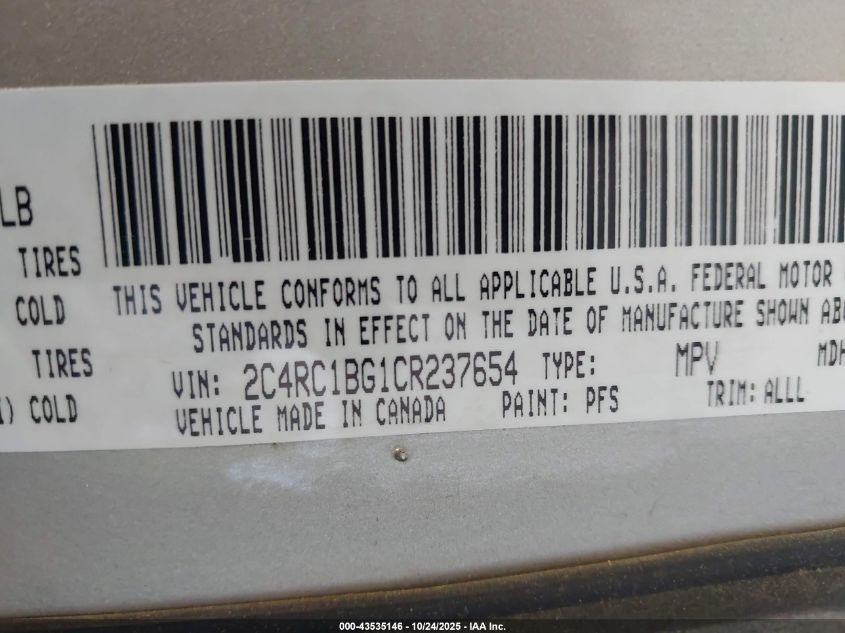 LB
TIRES
COLD
TIRES
) COLD
THIS VEHICLE CONFORMS TO ALL APPLICABLE U.S.A. FEDERAL MOTOR
STANDARDS IN EFFECT ON THE DATE OF MANUFACTURE SHOWN ABO
VIN: 2C4RC1BG1CR237654 TYPE: MPV MDH
VEHICLE MADE IN CANADA PAINT: PFS TRIM: ALLL
000-43535146 - 10/24/2025 - IAA Inc.